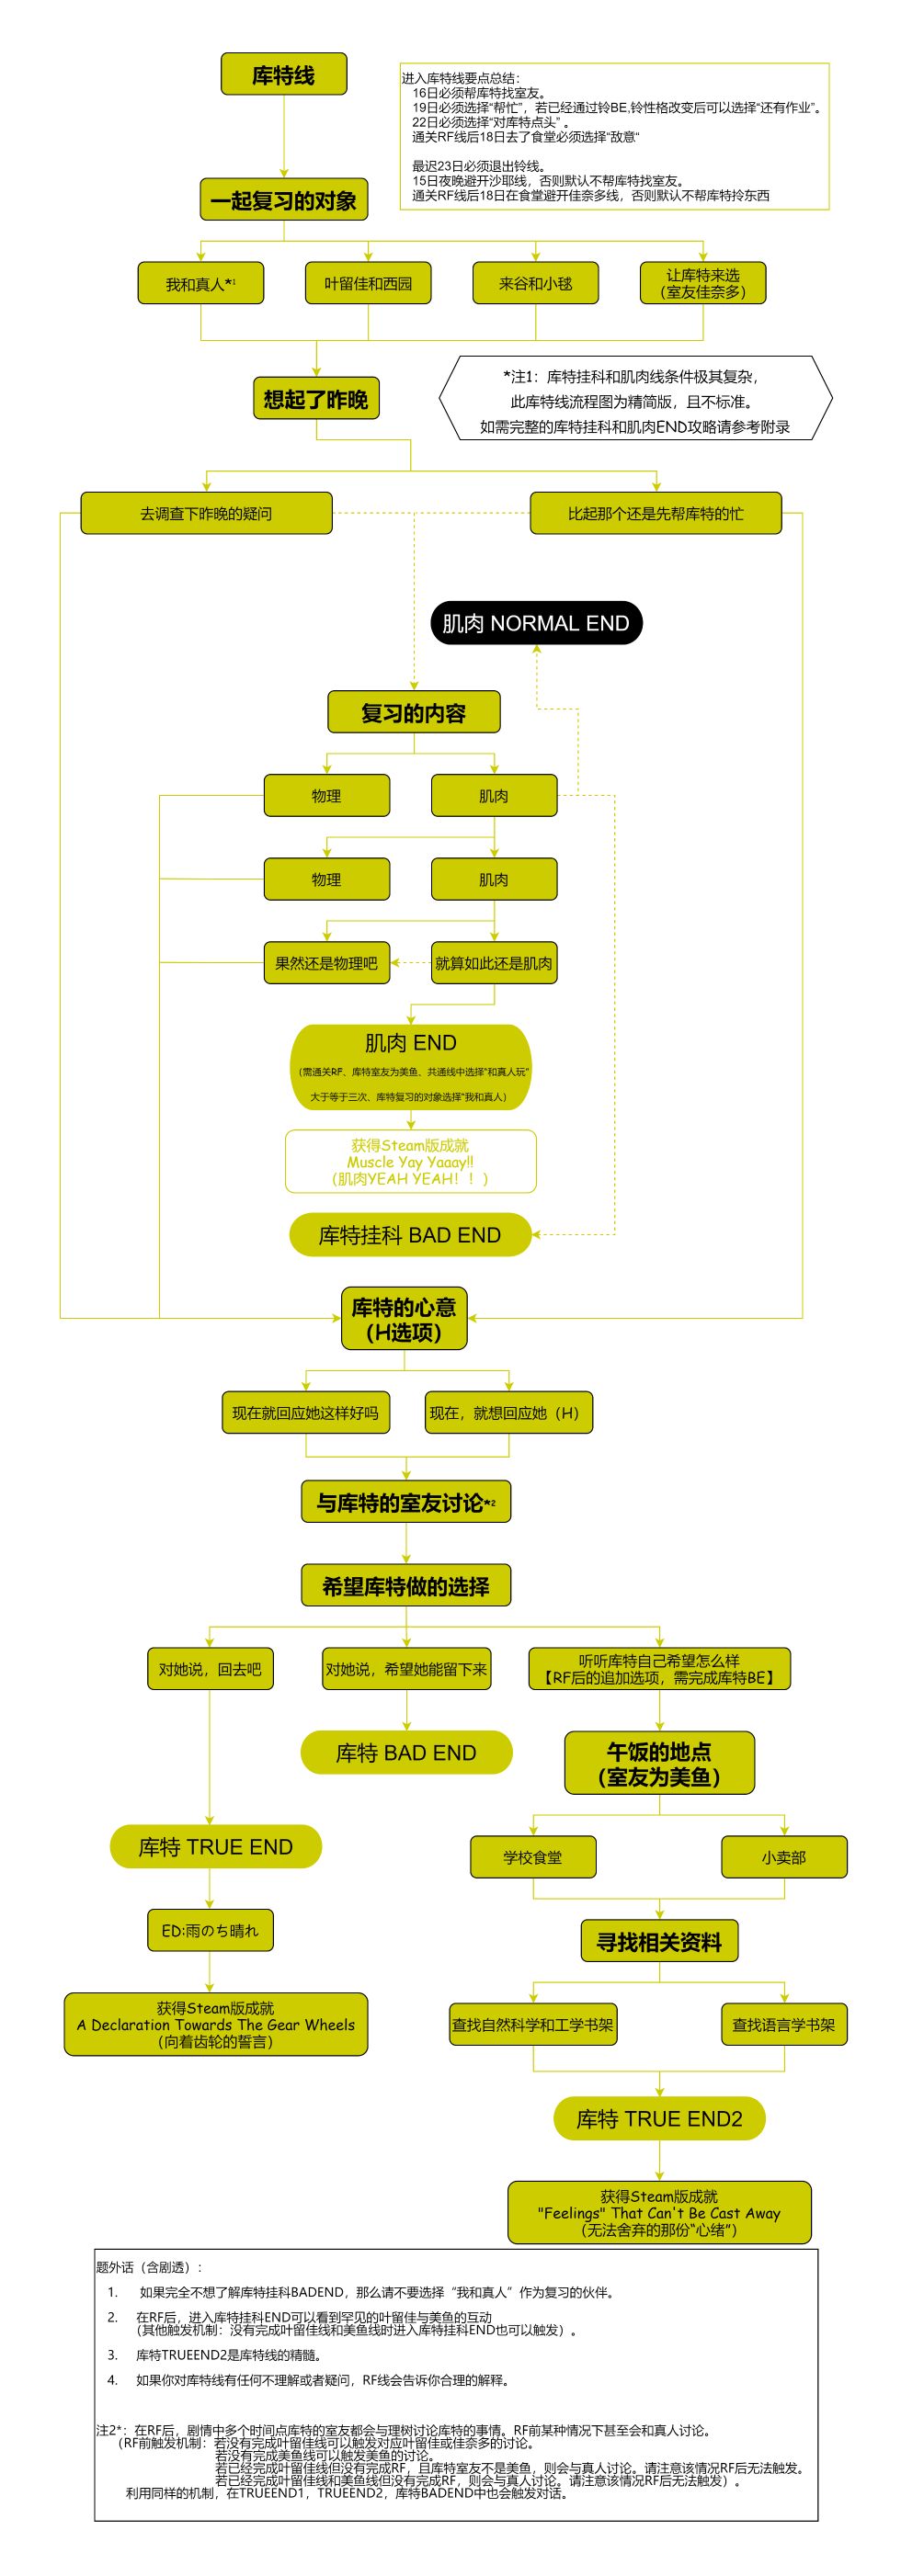 库特线
进入库特线要点总结：
16日必须帮库特找室友。
19日必须选择“帮忙”，若已经通过铃BE,铃性格改变后可以选择“还有作业”。
22日必须选择“对库特点头” 。
通关RF线后18日去了食堂必须选择“敌意“
最迟23日必须退出铃线。
15日夜晚避开沙耶线，否则默认不帮库特找室友。
通关RF线后18日在食堂避开佳奈多线，否则默认不帮库特拎东西
一起复习的对象
我和真人*1
叶留佳和西园
来谷和小毬
让库特来选
（室友佳奈多）
想起了昨晚
*注1：库特挂科和肌肉线条件极其复杂，
此库特线流程图为精简版，且不标准。
如需完整的库特挂科和肌肉END攻略请参考附录
去调查下昨晚的疑问
比起那个还是先帮库特的忙
肌肉 NORMAL END
复习的内容
物理
肌肉
物理
肌肉
果然还是物理吧
就算如此还是肌肉
肌肉 END
（需通关RF、库特室友为美鱼、共通线中选择“和真人玩”
大于等于三次、库特复习的对象选择“我和真人）
获得Steam版成就
Muscle Yay Yaaay!!
（肌肉YEAH YEAH！！）
库特挂科 BAD END
库特的心意
（H选项）
现在就回应她这样好吗
现在，就想回应她（H）
与库特的室友讨论*2
希望库特做的选择
对她说，回去吧
对她说，希望她能留下来
听听库特自己希望怎么样
【RF后的追加选项，需完成库特BE】
库特 BAD END
午饭的地点
（室友为美鱼）
库特 TRUE END
学校食堂
小卖部
ED:雨のち晴れ
寻找相关资料
获得Steam版成就
A Declaration Towards The Gear Wheels
（向着齿轮的誓言）
查找自然科学和工学书架
查找语言学书架
库特 TRUE END2
获得Steam版成就
"Feelings" That Can't Be Cast Away
（无法舍弃的那份“心绪”）
题外话（含剧透）：
1. 如果完全不想了解库特挂科BADEND，那么请不要选择“我和真人”作为复习的伙伴。
2. 在RF后，进入库特挂科END可以看到罕见的叶留佳与美鱼的互动
（其他触发机制：没有完成叶留佳线和美鱼线时进入库特挂科END也可以触发）。
3. 库特TRUEEND2是库特线的精髓。
4. 如果你对库特线有任何不理解或者疑问，RF线会告诉你合理的解释。
注2*：在RF后，剧情中多个时间点库特的室友都会与理树讨论库特的事情。RF前某种情况下甚至会和真人讨论。
（RF前触发机制：若没有完成叶留佳线可以触发对应叶留佳或佳奈多的讨论。
若没有完成美鱼线可以触发美鱼的讨论。
若已经完成叶留佳线但没有完成RF，且库特室友不是美鱼，则会与真人讨论。请注意该情况RF后无法触发。
若已经完成叶留佳线和美鱼线但没有完成RF，则会与真人讨论。请注意该情况RF后无法触发）。
利用同样的机制，在TRUEEND1，TRUEEND2，库特BADEND中也会触发对话。